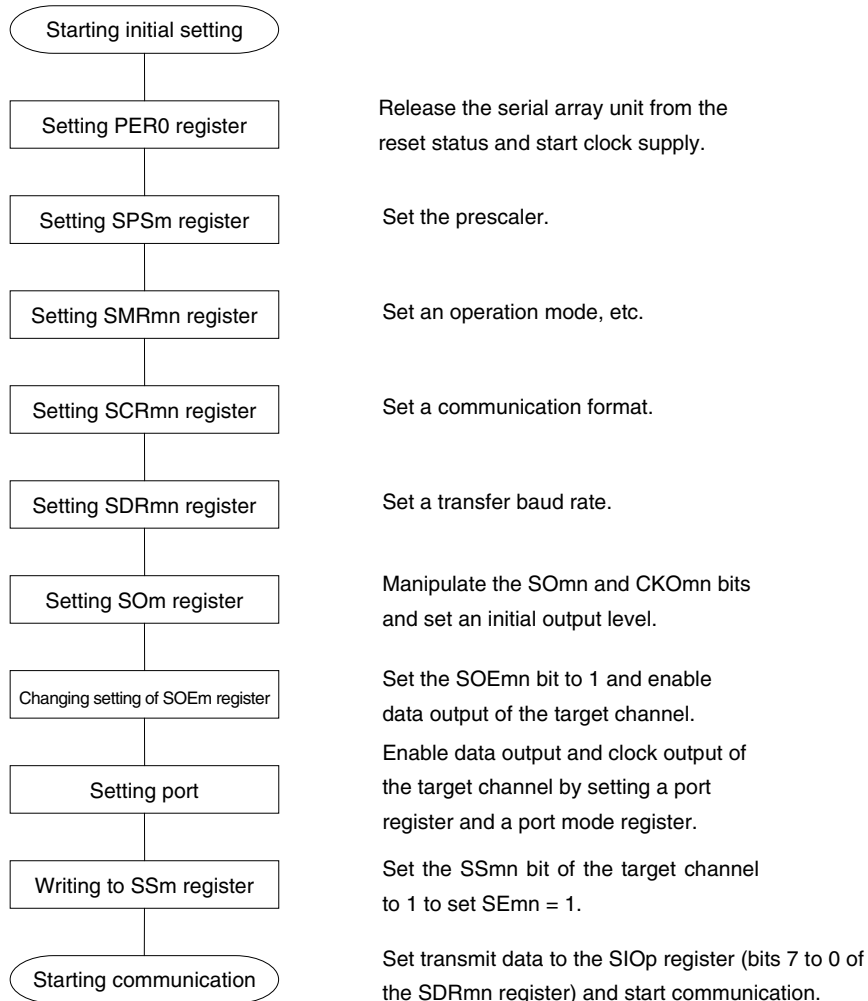 Starting initial setting
Setting PER0 register
Release the serial array unit from the
reset status and start clock supply.
Setting SPSm register
Set the prescaler.
Setting SMRmn register
Set an operation mode, etc.
Setting SCRmn register
Set a communication format.
Setting SDRmn register
Set a transfer baud rate.
Setting SOm register
Manipulate the SOmn and CKOmn bits
and set an initial output level.
Changing setting of SOEm register
Set the SOEmn bit to 1 and enable
data output of the target channel.
Setting port
Enable data output and clock output of
the target channel by setting a port
register and a port mode register.
Writing to SSm register
Set the SSmn bit of the target channel
to 1 to set SEmn = 1.
Starting communication
Set transmit data to the SIOp register (bits 7 to 0 of
the SDRmn register) and start communication.